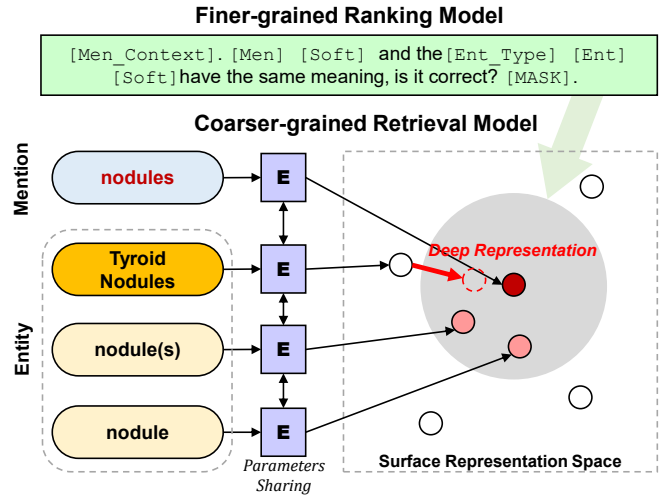 Finer-grained Ranking Model
[Men_Context]. [Men] [Soft] and the [Ent_Type] [Ent]
[Soft] have the same meaning, is it correct? [MASK].
Coarser-grained Retrieval Model
Mention
nodules
E
Deep Representation
Entity
Tyroid
Nodules
E
nodule(s)
E
node
nodule
E
Parameters
Sharing
Surface Representation Space